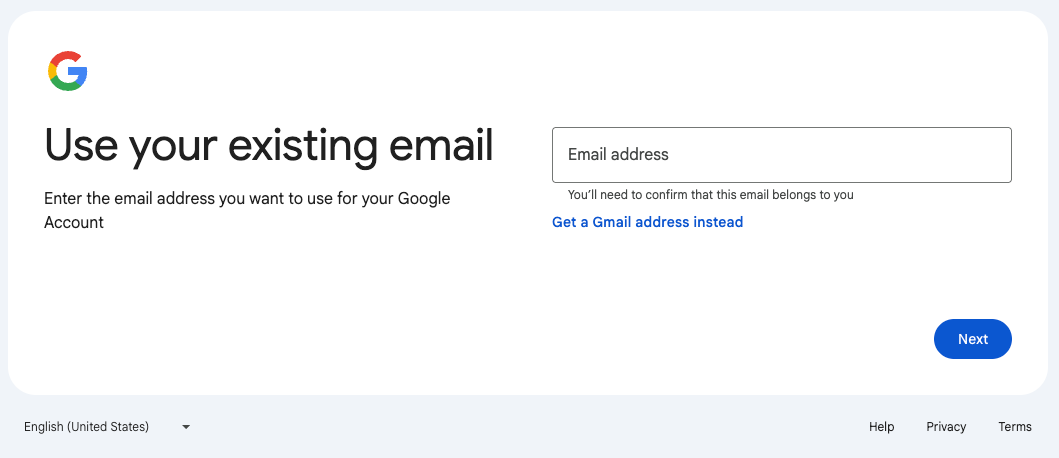 Use your existing email
Enter the email address you want to use for your Google
Account
Email address
You’ll need to confirm that this email belongs to you
Get a Gmail address instead
Next
English (United States)
Help
Privacy
Terms